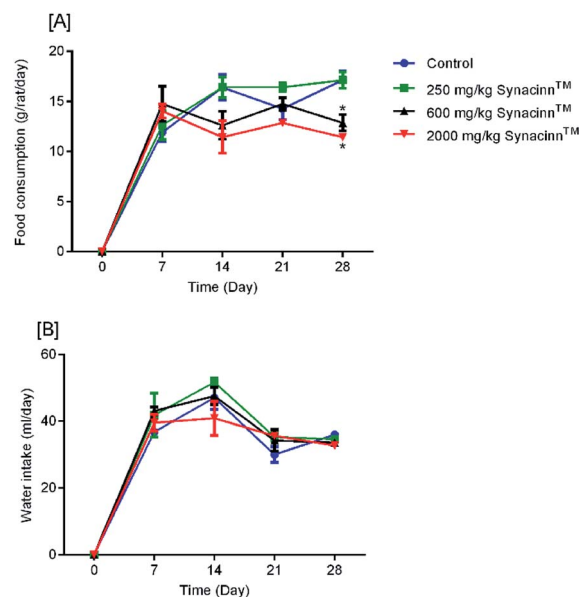 [A]
Food consumption (g/rat/day)
20
15
10
5
0
0 7 14 21 28
Time (Day)
*
*
Control
250 mg/kg Synacinn™
600 mg/kg Synacinn™
2000 mg/kg Synacinn™
[B]
Water intake (ml/day)
60
40
20
0
0 7 14 21 28
Time (Day)